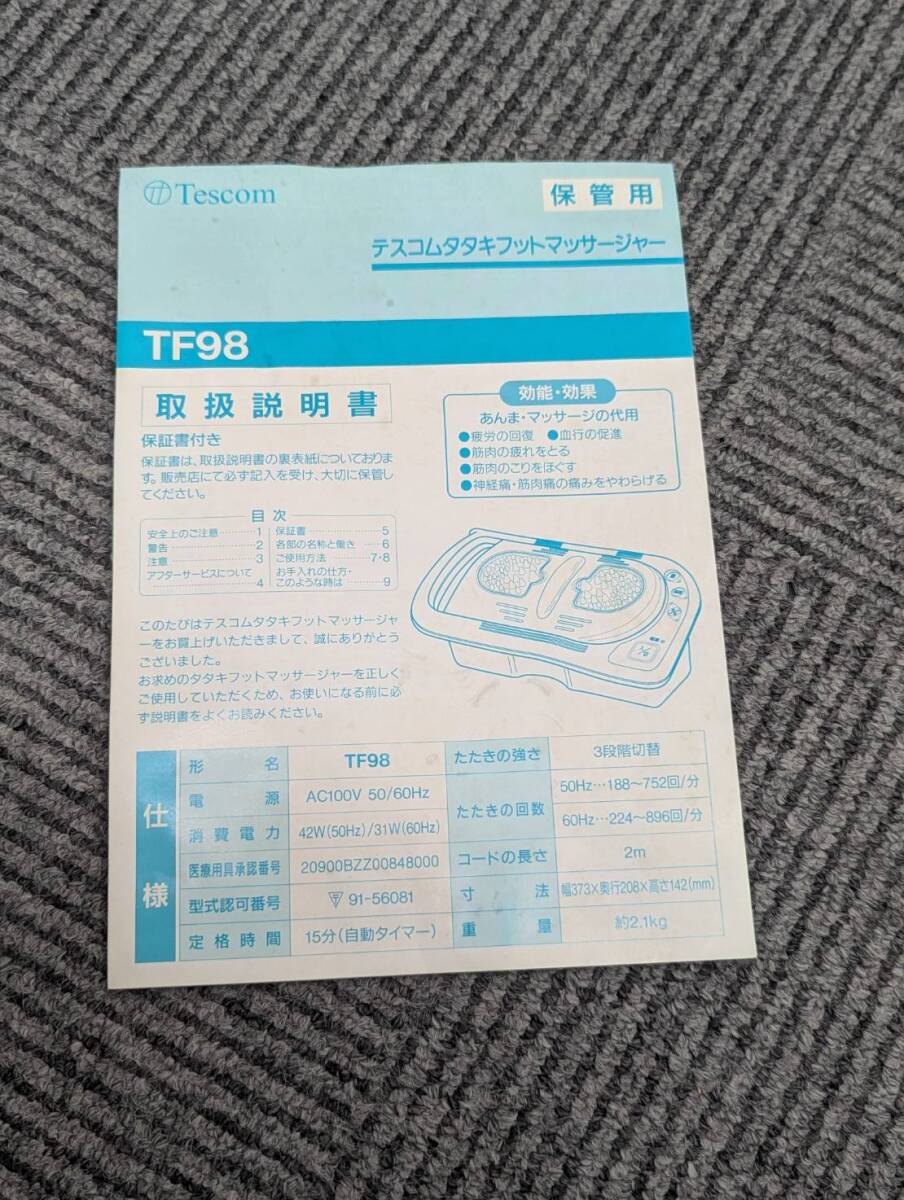 Tescom
保管用
テスコムタタキフットマッサージャー
TF98
取扱説明書
保証書付き
保証書は、取扱説明書の裏表紙についておりま
す。販売店にて必ず記入を受け、大切に保管し
てください。
目次
安全上のご注意 1
警告 2
注意 3
アフターサービスについて
4
保証書 5
各部の名称と働き 6
ご使用方法 7・8
お手入れの仕方・
このような時は 9
効能・効果
あんま・マッサージの代用
●疲労の回復 ●血行の促進
●筋肉の疲れをとる
●筋肉のこりをほぐす
●神経痛・筋肉痛の痛みをやわらげる
このたびはテスコムタタキフットマッサージャ
ーをお買上げいただきまして、誠にありがとう
ございました。
お求めのタタキフットマッサージャーを正しく
ご使用していただくため、お使いになる前に必
ず説明書をよくお読みください。
仕様
形名 TF98
電源 AC100V 50/60Hz
消費電力 42W(50Hz)/31W(60Hz)
医療用具承認番号 20900BZZ00848000
型式認可番号 91-56081
定格時間 15分(自動タイマー)
たたきの強さ 3段階切替
たたきの回数 50Hz…188〜752回/分
60Hz…224〜896回/分
コードの長さ 2m
寸法 幅373×奥行208×高さ142(mm)
重量 約2.1kg